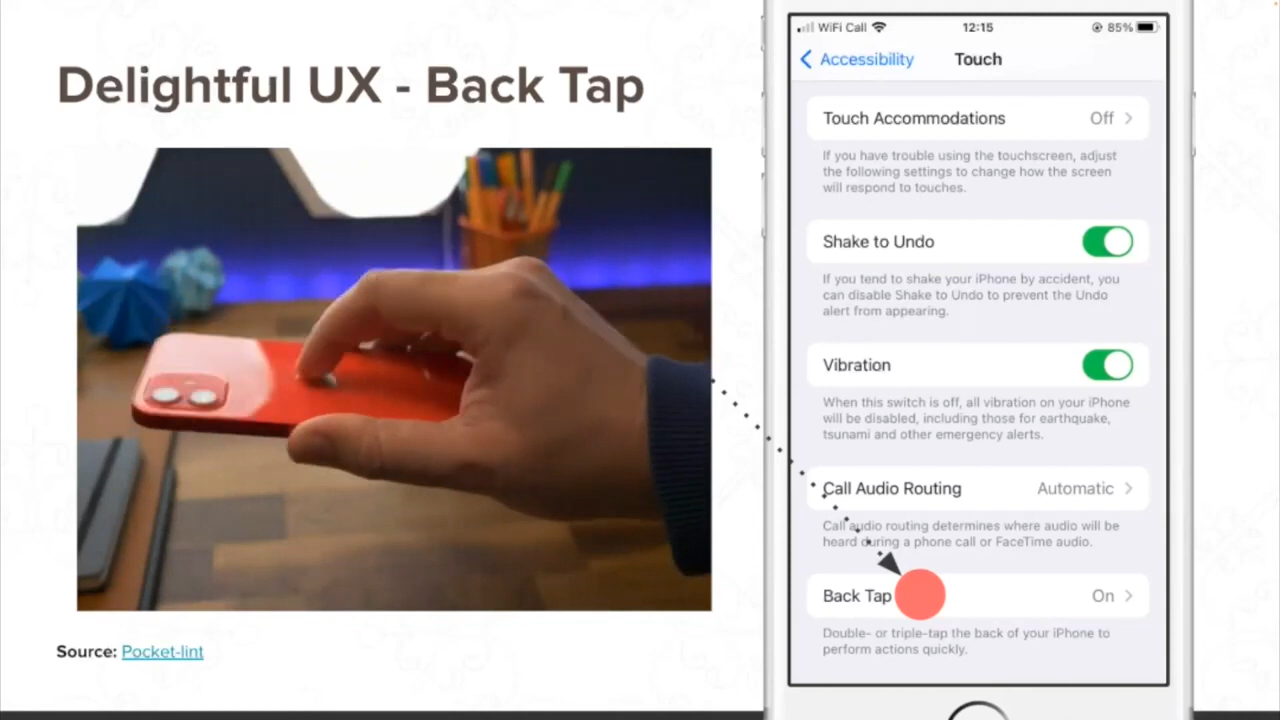 Delightful UX - Back Tap
Source: Pocket-lint
WiFi Call 12:15 85%
Accessibility Touch
Touch Accommodations Off
If you have trouble using the touchscreen, adjust
the following settings to change how the screen
will respond to touches.
Shake to Undo
If you tend to shake your iPhone by accident, you
can disable Shake to Undo to prevent the Undo
alert from appearing.
Vibration
When this switch is off, all vibration on your iPhone
will be disabled, including those for earthquake,
tsunami and other emergency alerts.
Call Audio Routing Automatic
Call audio routing determines where audio will be
heard during a phone call or FaceTime audio.
Back Tap On
Double- or triple-tap the back of your iPhone to
perform actions quickly.